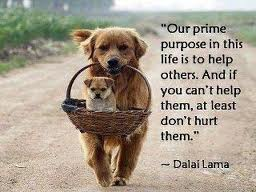 "Our prime
purpose in this
life is to help
others. And if
you can't help
them, at least
don't hurt
them."
~ Dalai Lama